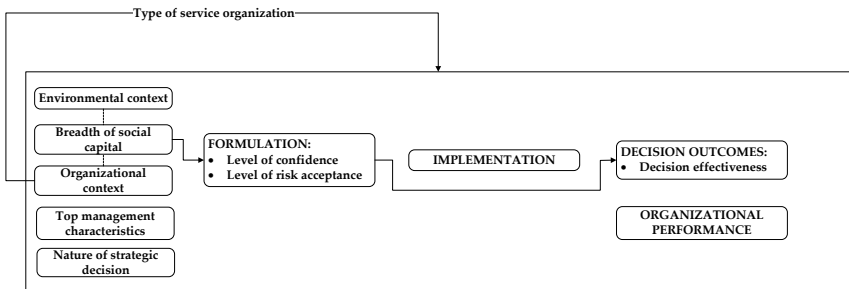 Type of service organization
Environmental context
Breadth of social
capital
Organizational
context
Top management
characteristics
Nature of strategic
decision
FORMULATION:
• Level of confidence
• Level of risk acceptance
IMPLEMENTATION
DECISION OUTCOMES:
• Decision effectiveness
ORGANIZATIONAL
PERFORMANCE